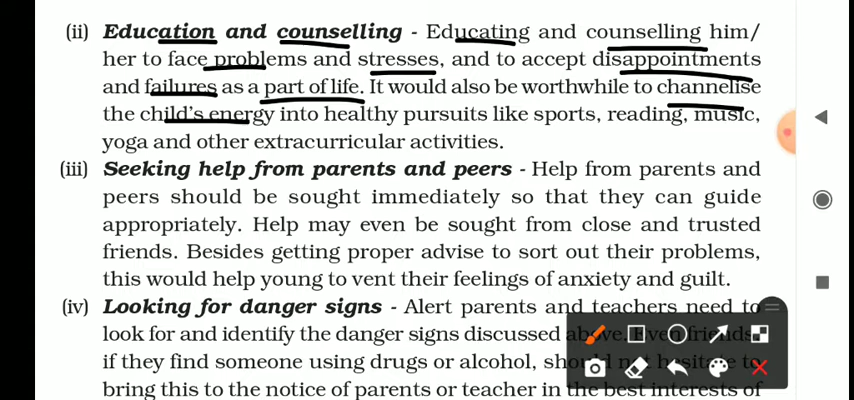 (ii) Education and counselling - Educating and counselling him/
her to face problems and stresses, and to accept disappointments
and failures as a part of life. It would also be worthwhile to channelise
the child's energy into healthy pursuits like sports, reading, music,
yoga and other extracurricular activities.
(iii) Seeking help from parents and peers - Help from parents and
peers should be sought immediately so that they can guide
appropriately. Help may even be sought from close and trusted
friends. Besides getting proper advise to sort out their problems,
this would help young to vent their feelings of anxiety and guilt.
(iv) Looking for danger signs - Alert parents and teachers need to
look for and identify the danger signs discussed above. Even friends,
if they find someone using drugs or alcohol, should not hesitate to
bring this to the notice of parents or teacher in the best interests of